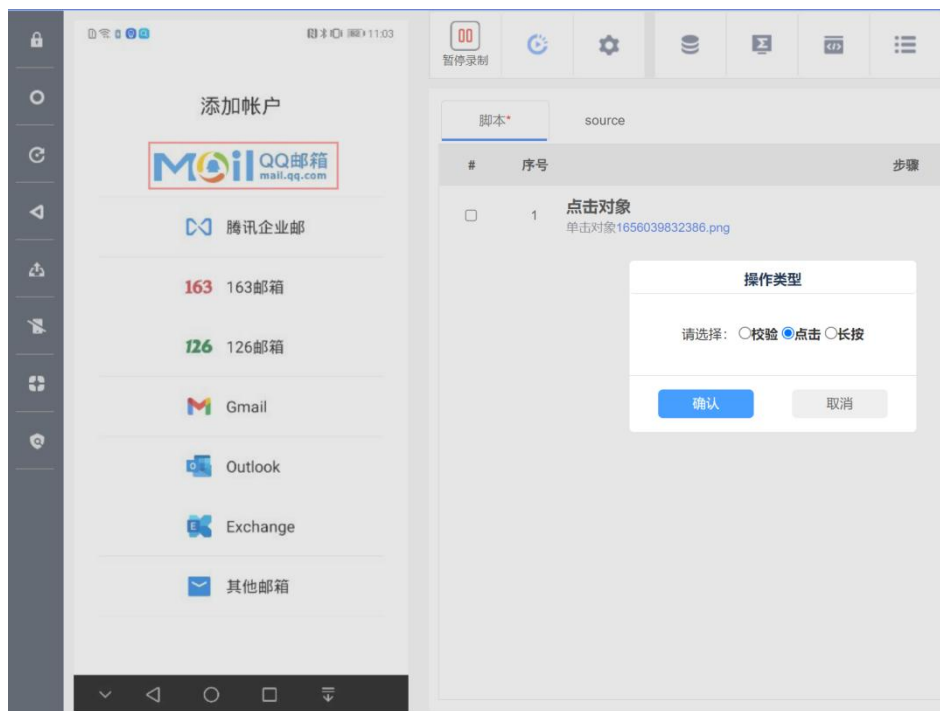 11:03
添加帐户
Mail QQ邮箱
mail.qq.com
腾讯企业邮
163 163邮箱
126 126邮箱
Gmail
Outlook
Exchange
其他邮箱
暂停录制
脚本* source
# 序号 步骤
1 点击对象
单击对象1656039832386.png
操作类型
请选择: 校验 点击 长按
确认 取消